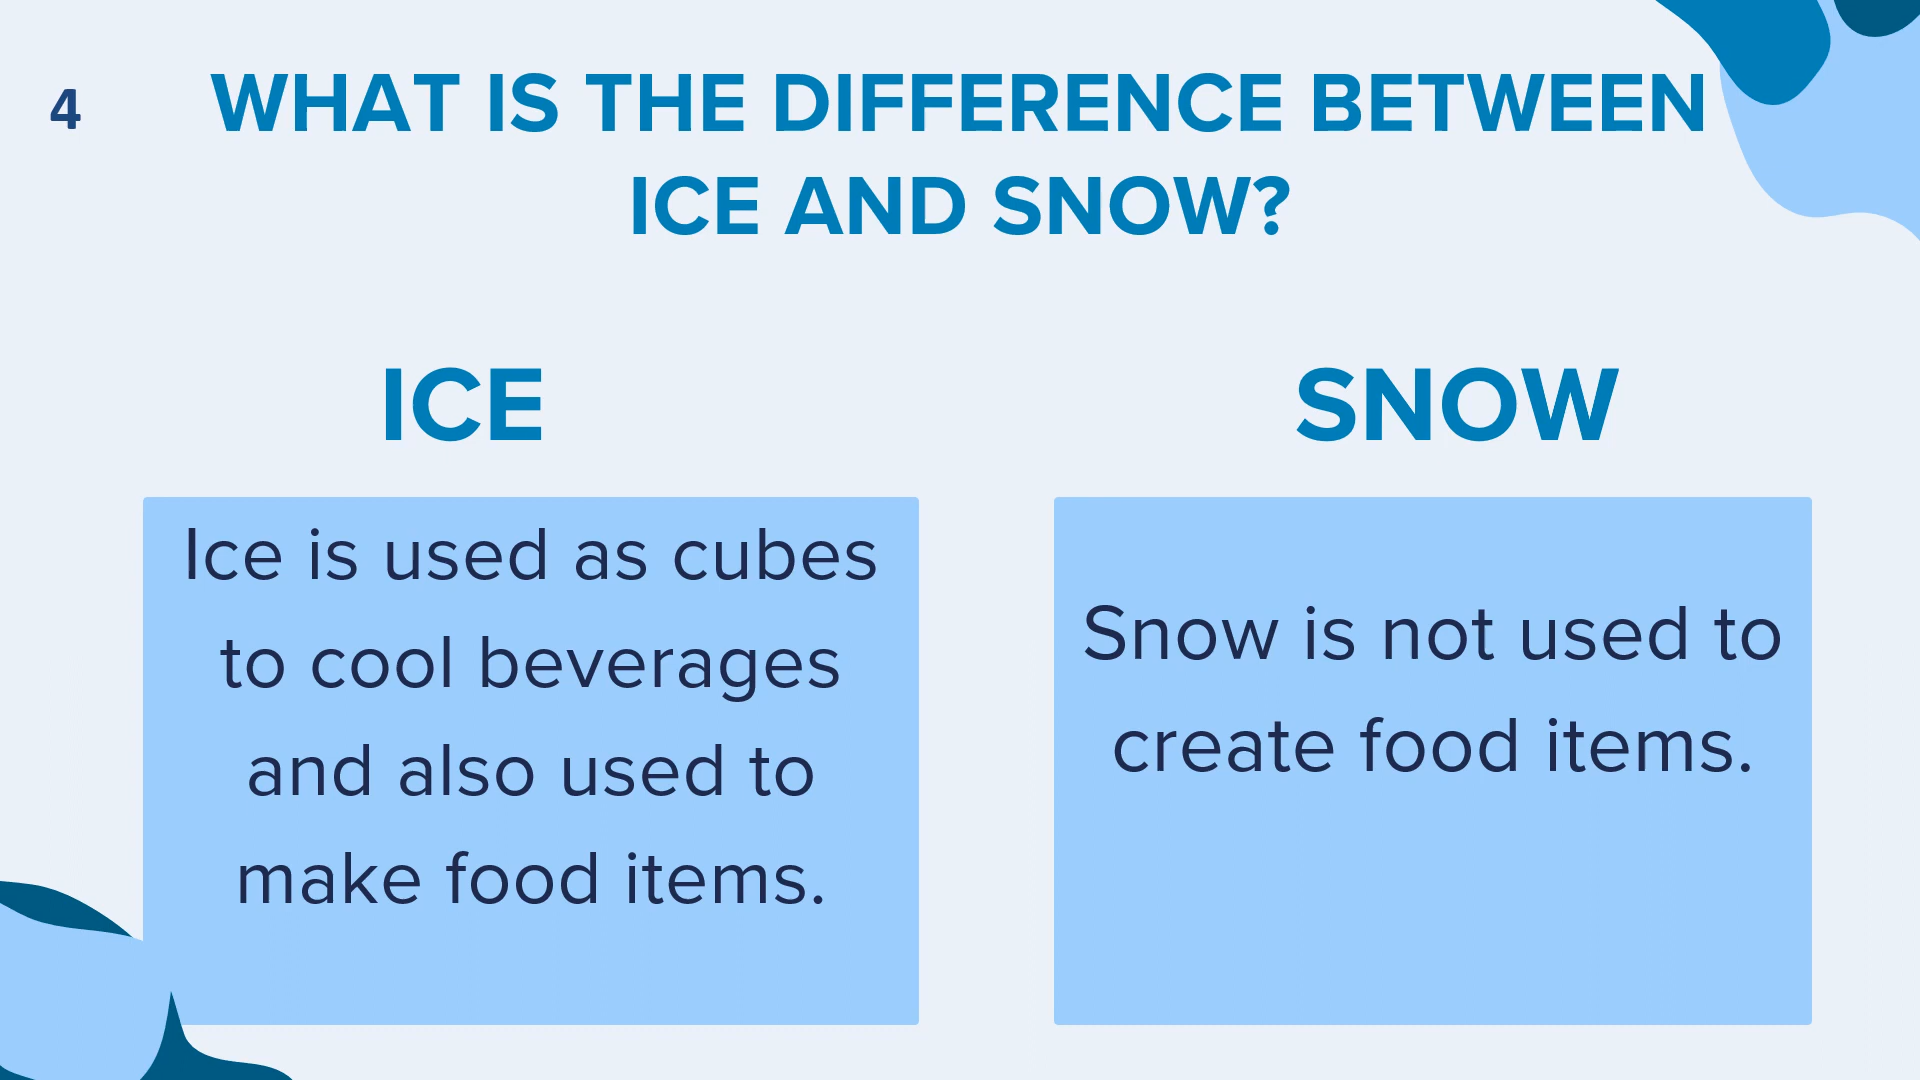 4
WHAT IS THE DIFFERENCE BETWEEN
ICE AND SNOW?
ICE
Ice is used as cubes
to cool beverages
and also used to
make food items.
SNOW
Snow is not used to
create food items.